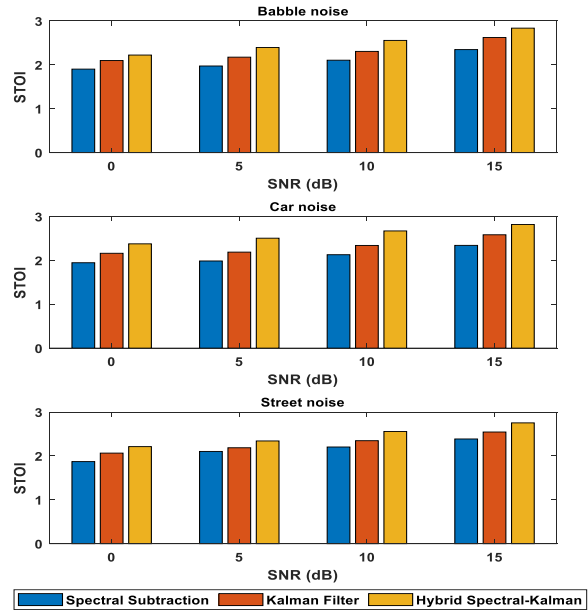 Babble noise
3
2
1
0
STOI
0 5 10 15
SNR (dB)
Car noise
3
2
1
0
STOI
0 5 10 15
SNR (dB)
Street noise
3
2
1
0
STOI
0 5 10 15
SNR (dB)
Spectral Subtraction Kalman Filter Hybrid Spectral-Kalman